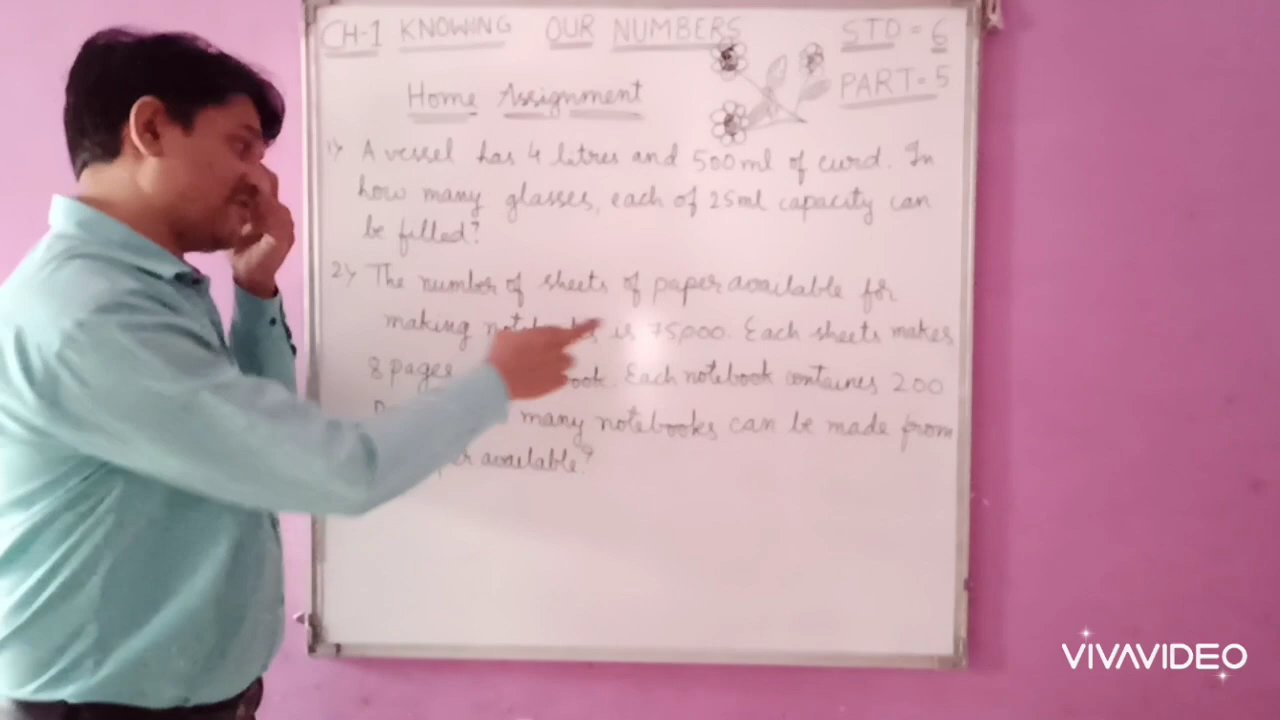 CH-1 KNOWING OUR NUMBERS
STD = 6
PART-5
Home Assignment
1) A vessel has 4 litres and 500ml of curd. In
how many glasses, each of 25ml capacity can
be filled?
2) The number of sheets of paper available for
making is 75,000. Each sheets makes
8 pages Each notebook containes 200
many notebooks can be made from
available?
VIVAVIDEO